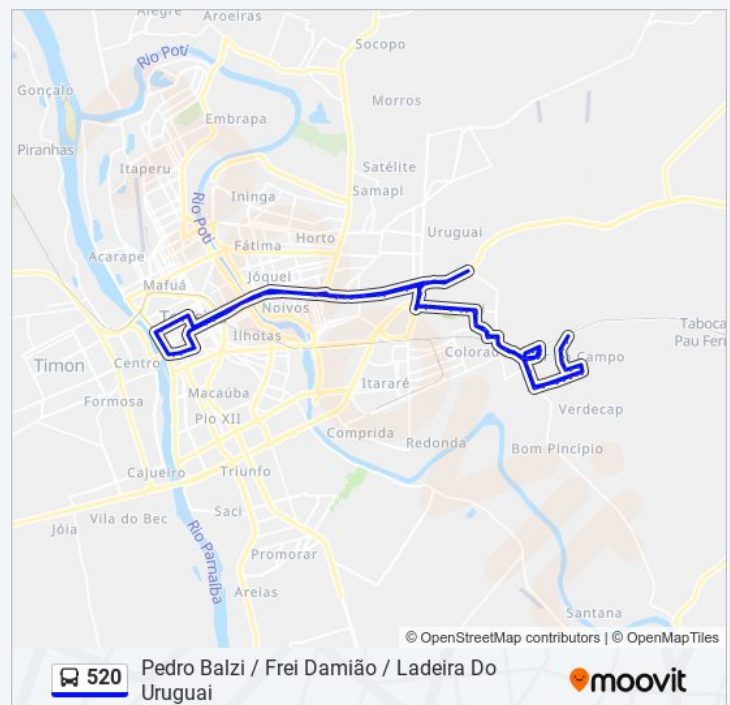 Aroeiras
Rio Poti
Socopo
Gonçalo
Morros
Embrapa
Piranhas
Itaperu
Satélite
Samapi
Ininga
Rio Poti
Horto
Uruguai
Fátima
Acarape
Jóquei
Mafuá
Noivos
Ilhotas
Taboca
Pau Fer
Centro
Timon
Colorado
Campo
Itararé
Formosa
Macaúba
Verdecap
Pio XII
Comprida
Redonda
Bom Pincípio
Cajueiro
Triunfo
Saci
Vila do Bec
Jóia
Rio Parnaíba
Promorar
Areias
Santana
© OpenStreetMap contributors | © OpenMapTiles
520
Pedro Balzi / Frei Damião / Ladeira Do
Uruguai
moovit